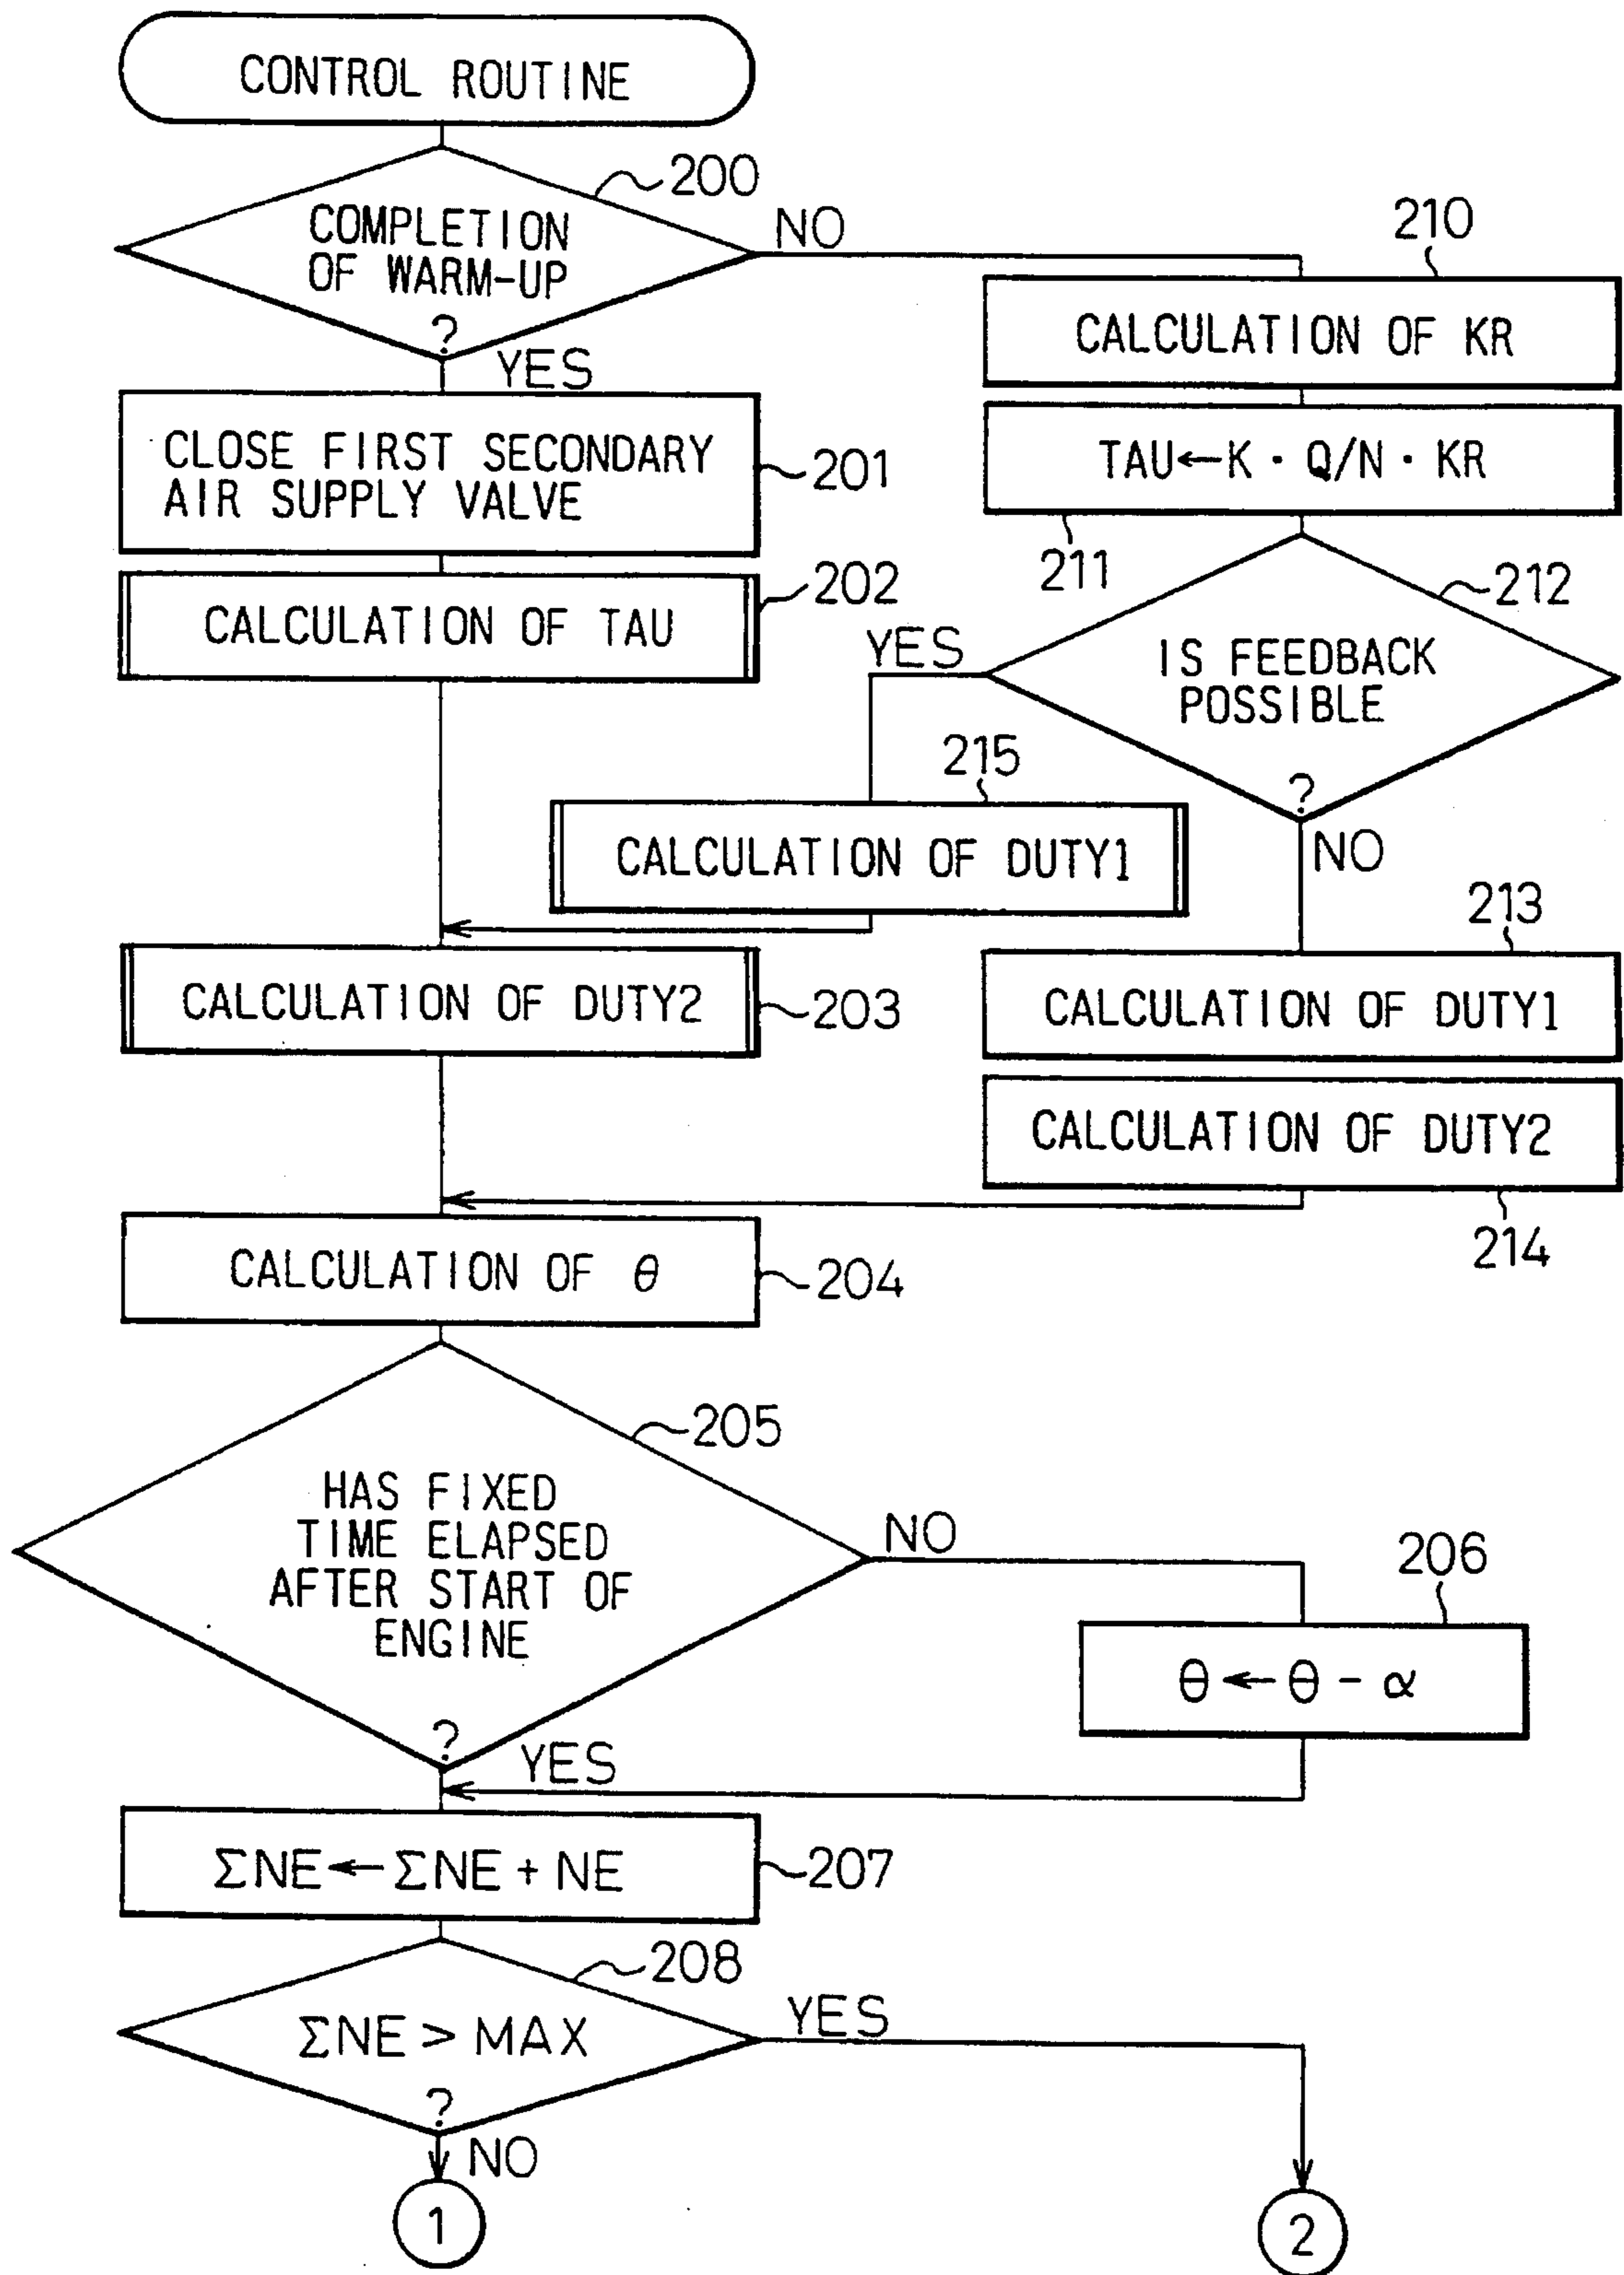 CONTROL ROUTINE
200
COMPLETION
OF WARM-UP
?
NO
YES
210
CALCULATION OF KR
TAU←K・Q/N・KR
211
CLOSE FIRST SECONDARY
AIR SUPPLY VALVE
201
CALCULATION OF TAU
202
212
IS FEEDBACK
POSSIBLE
?
YES
NO
215
CALCULATION OF DUTY1
213
CALCULATION OF DUTY1
CALCULATION OF DUTY2
203
CALCULATION OF DUTY2
214
CALCULATION OF θ
204
205
HAS FIXED
TIME ELAPSED
AFTER START OF
ENGINE
?
NO
YES
206
θ←θ-α
ΣNE←ΣNE+NE
207
208
ΣNE>MAX
?
YES
NO
1
2